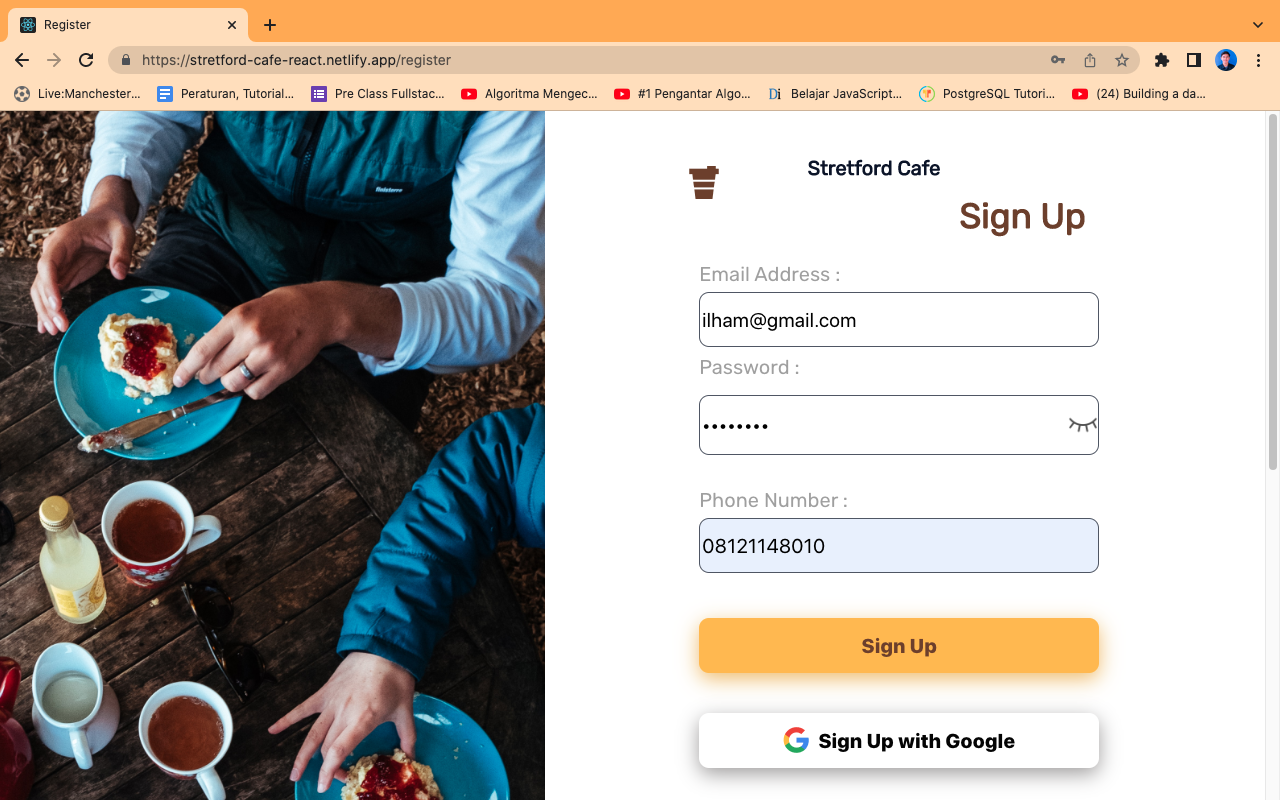 Register
https://stretford-cafe-react.netlify.app/register
Live:Manchester... Peraturan, Tutorial... Pre Class Fullstac... Algoritma Mengec... #1 Pengantar Algo... Di Belajar JavaScript... PostgreSQL Tutori... (24) Building a da...
Stretford Cafe
Sign Up
Email Address :
ilham@gmail.com
Password :
••••••••
Phone Number :
08121148010
Sign Up
Sign Up with Google